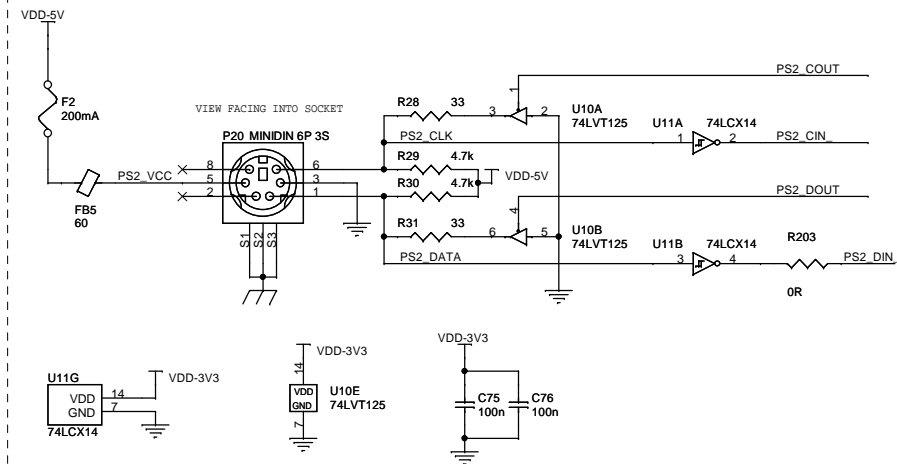 VDD-5V
F2
200mA
FB5
60
PS2_VCC
VIEW FACING INTO SOCKET
P20 MINIDIN 6P 3S
8
5
2
6
3
1
S1
S2
S3
R28 33
PS2_CLK
R29 4.7k
R30 4.7k
VDD-5V
R31 33
PS2_DATA
3
1
2
U10A
74LVT125
6
4
5
U10B
74LVT125
PS2_COUT
U11A 74LCX14
1
2
PS2_CIN_
PS2_DOUT
U11B 74LCX14
3
4
R203
0R
PS2_DIN
U11G
VDD 14
GND 7
74LCX14
VDD-3V3
VDD-3V3
14
VDD
GND
7
U10E
74LVT125
VDD-3V3
C75
100n
C76
100n